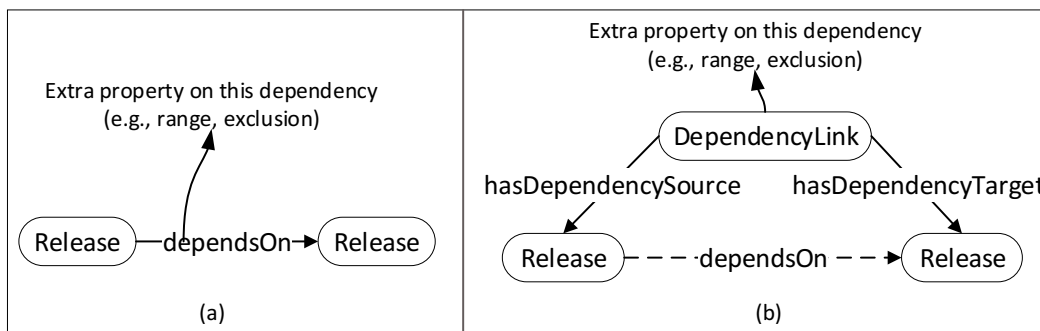 Extra property on this dependency
(e.g., range, exclusion)
Release
dependsOn
Release
(a)
Extra property on this dependency
(e.g., range, exclusion)
DependencyLink
hasDependencySource
hasDependencyTarget
Release
dependsOn
Release
(b)